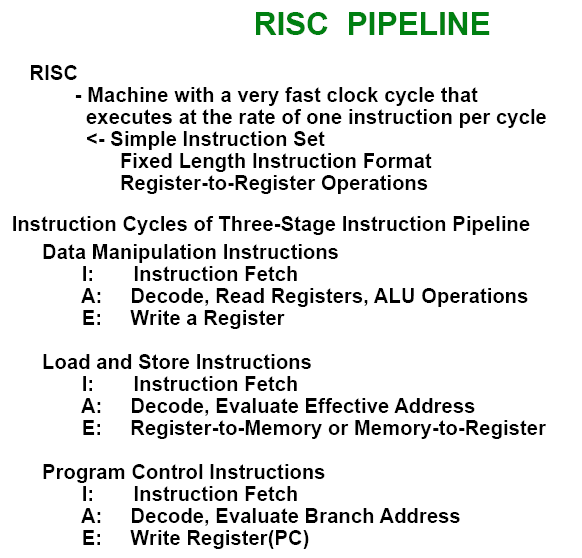 RISC PIPELINE
RISC
- Machine with a very fast clock cycle that
executes at the rate of one instruction per cycle
<- Simple Instruction Set
Fixed Length Instruction Format
Register-to-Register Operations
Instruction Cycles of Three-Stage Instruction Pipeline
Data Manipulation Instructions
I: Instruction Fetch
A: Decode, Read Registers, ALU Operations
E: Write a Register
Load and Store Instructions
I: Instruction Fetch
A: Decode, Evaluate Effective Address
E: Register-to-Memory or Memory-to-Register
Program Control Instructions
I: Instruction Fetch
A: Decode, Evaluate Branch Address
E: Write Register(PC)